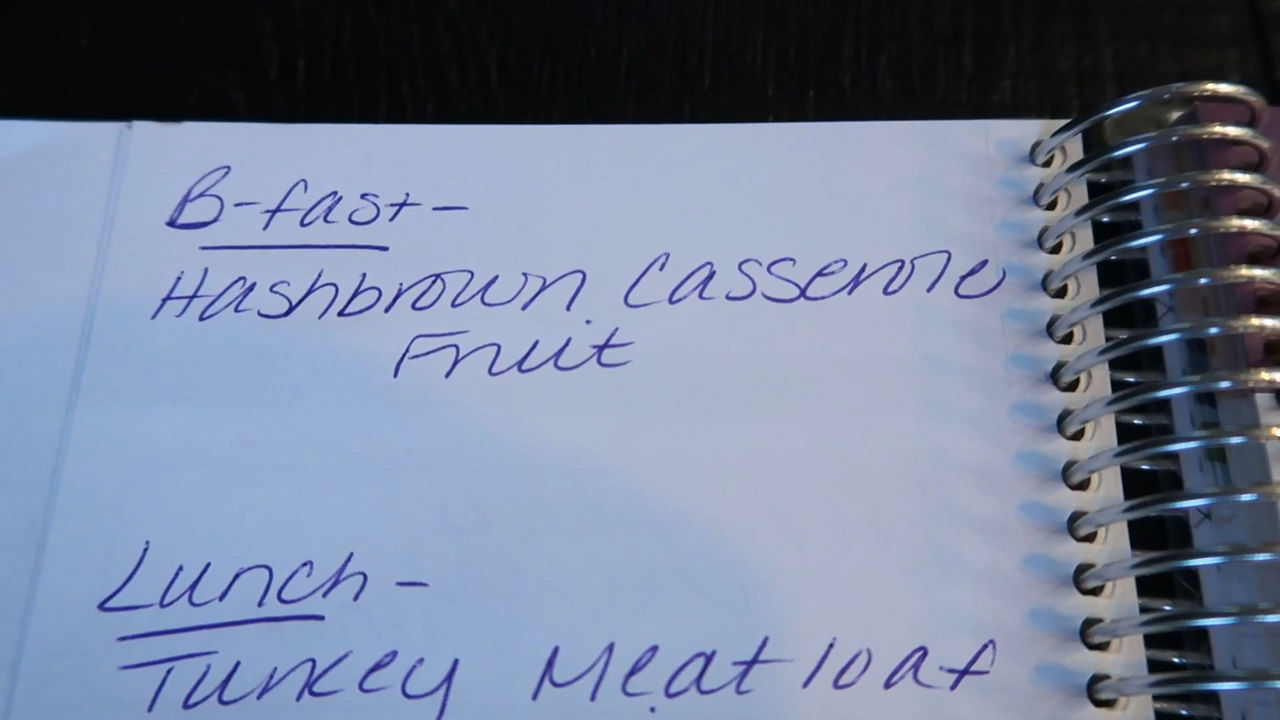 B-fast-
Hashbrown Casserole
Fruit
Lunch-
Turkey Meatloaf